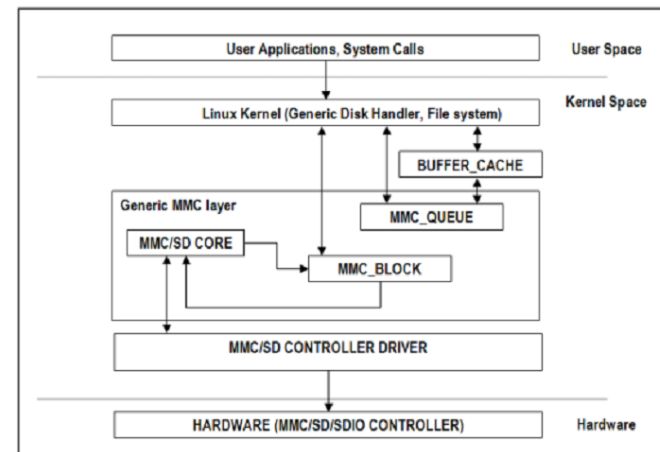 User Applications, System Calls
User Space
Kernel Space
Linux Kernel (Generic Disk Handler, File system)
BUFFER_CACHE
Generic MMC layer
MMC_QUEUE
MMC/SD CORE
MMC_BLOCK
MMC/SD CONTROLLER DRIVER
HARDWARE (MMC/SD/SDIO CONTROLLER)
Hardware